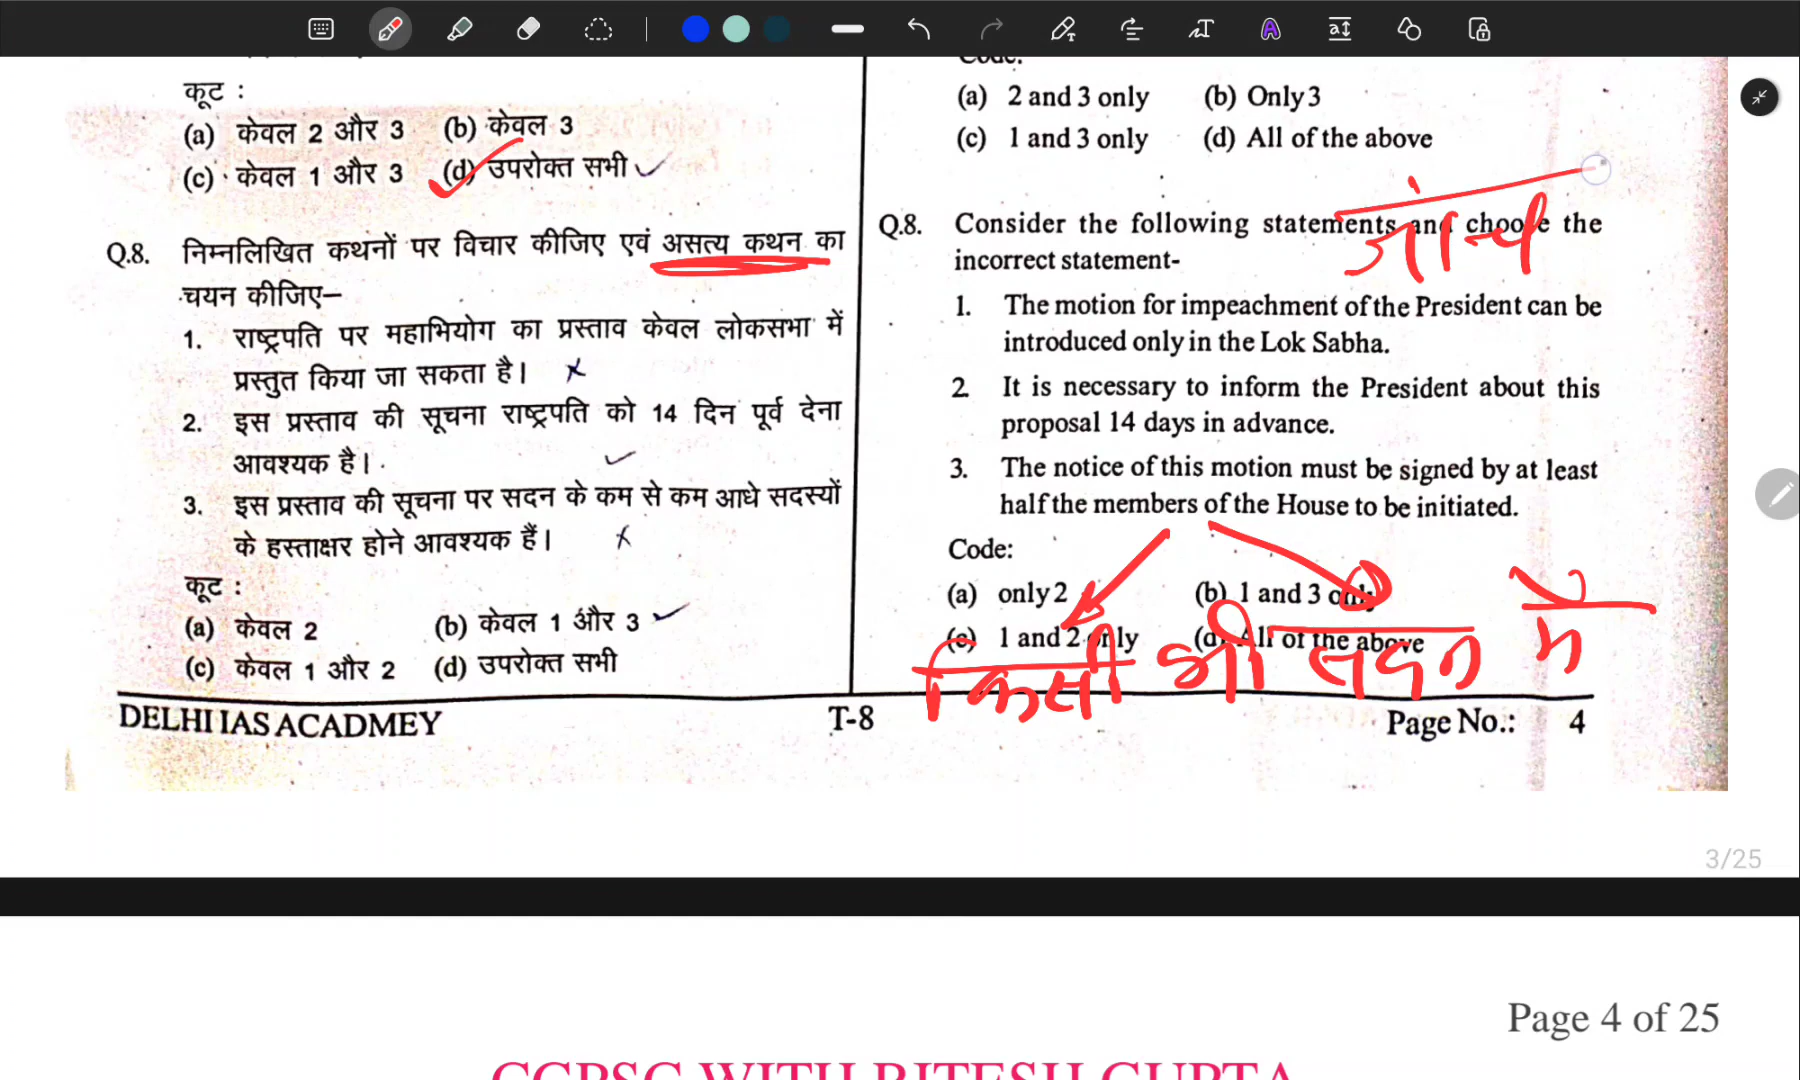 कूट :
(a) केवल 2 और 3 (b) केवल 3
(c) केवल 1 और 3 (d) उपरोक्त सभी
Q.8. निम्नलिखित कथनों पर विचार कीजिए एवं असत्य कथन का
चयन कीजिए–
1. राष्ट्रपति पर महाभियोग का प्रस्ताव केवल लोकसभा में
प्रस्तुत किया जा सकता है।
2. इस प्रस्ताव की सूचना राष्ट्रपति को 14 दिन पूर्व देना
आवश्यक है।
3. इस प्रस्ताव की सूचना पर सदन के कम से कम आधे सदस्यों
के हस्ताक्षर होने आवश्यक हैं।
कूट :
(a) केवल 2 (b) केवल 1 और 3
(c) केवल 1 और 2 (d) उपरोक्त सभी
Code:
(a) 2 and 3 only (b) Only 3
(c) 1 and 3 only (d) All of the above
जांच
Q.8. Consider the following statements and choose the
incorrect statement-
1. The motion for impeachment of the President can be
introduced only in the Lok Sabha.
2. It is necessary to inform the President about this
proposal 14 days in advance.
3. The notice of this motion must be signed by at least
half the members of the House to be initiated.
Code:
(a) only 2 (b) 1 and 3 only
(c) 1 and 2 only (d) All of the above
किसी भी सदन में
DELHI IAS ACADMEY T-8 Page No.: 4
3/25
Page 4 of 25
CGPSC WITH RITESH GUPTA